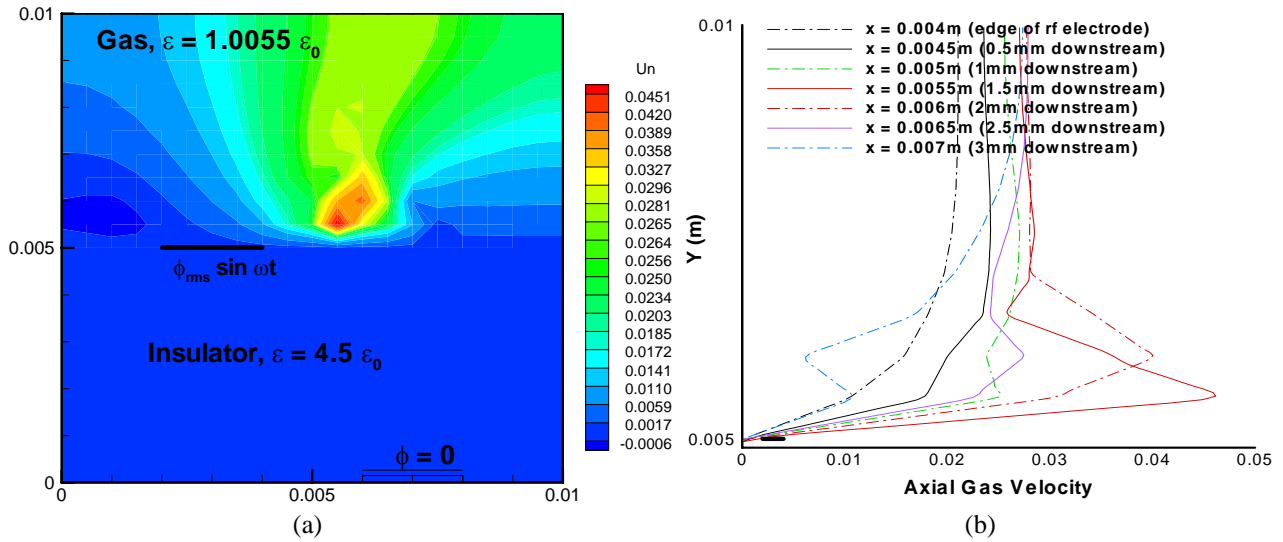 0.01
Gas, ε = 1.0055 ε0
0.005
ϕrms sin ωt
Insulator, ε = 4.5 ε0
ϕ = 0
0
0
0.005
0.01
Un
0.0451
0.0420
0.0389
0.0358
0.0327
0.0296
0.0265
0.0264
0.0234
0.0200
0.0185
0.0172
0.0141
0.0110
0.0059
0.0017
-0.0006
(a)
0.01
x = 0.004m (edge of rf electrode)
x = 0.0045m (0.5mm downstream)
x = 0.005m (1mm downstream)
x = 0.0055m (1.5mm downstream)
x = 0.006m (2mm downstream)
x = 0.0065m (2.5mm downstream)
x = 0.007m (3mm downstream)
Y (m)
0.005
0
0.01
0.02
0.03
0.04
0.05
Axial Gas Velocity
(b)